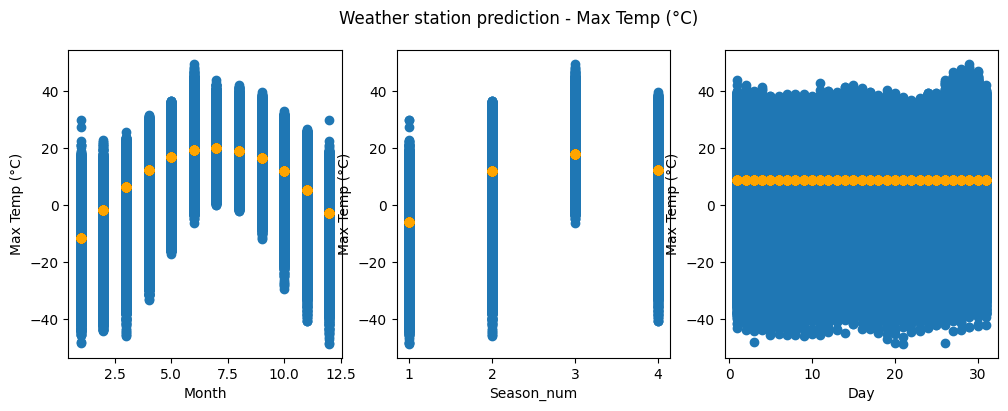 Weather station prediction - Max Temp (°C)
Max Temp (°C)
40
20
0
−20
−40
2.5 5.0 7.5 10.0 12.5
Month
Max Temp (°C)
40
20
0
−20
−40
1 2 3 4
Season_num
Max Temp (°C)
40
20
0
−20
−40
0 10 20 30
Day